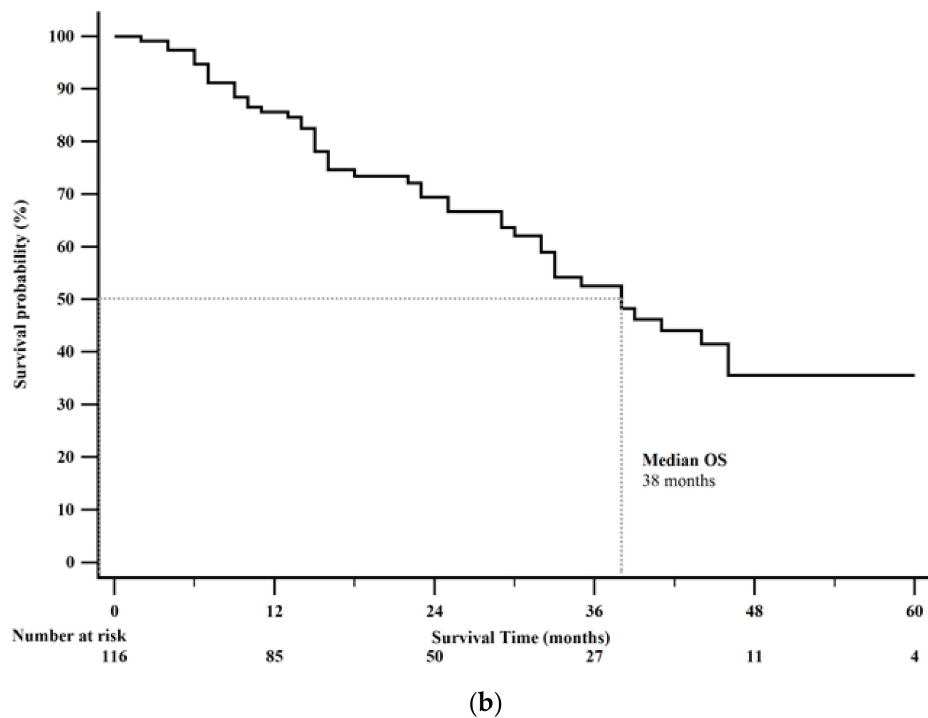 100
90
80
70
60
50
40
30
20
10
0
Survival probability (%)
Median OS
38 months
0 12 24 36 48 60
Survival Time (months)
Number at risk
116 85 50 27 11 4
(b)